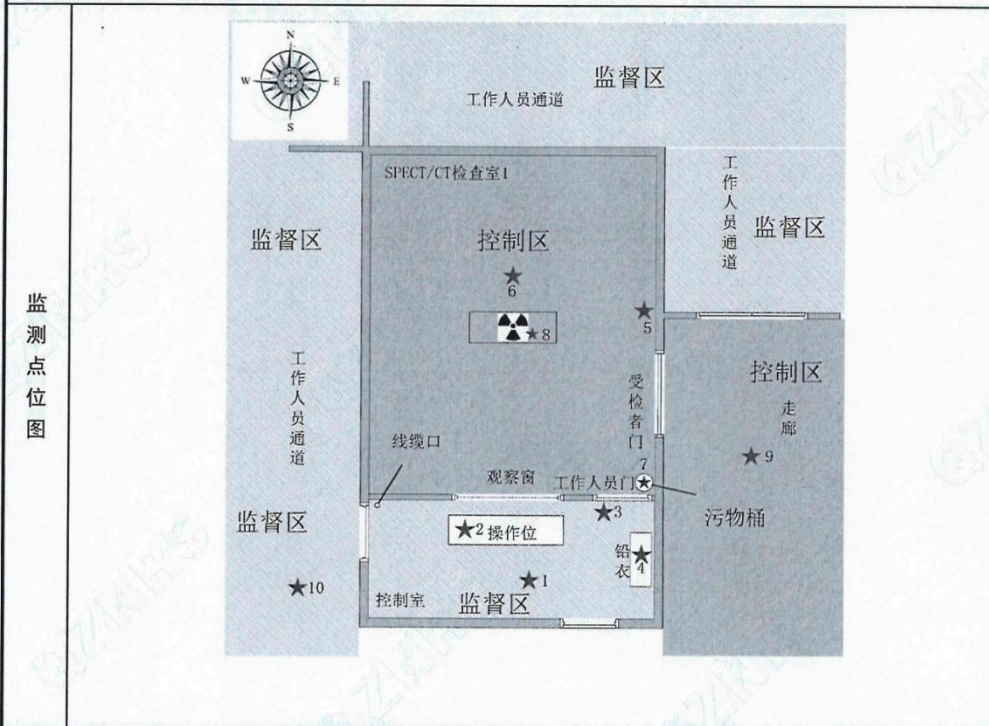 监测点位图
N
W
E
S
监督区
工作人员通道
SPECT/CT检查室I
监督区
控制区
工作人员通道
监督区
6
5
8
工作人员通道
受检者门
控制区
走廊
9
线缆口
观察窗
工作人员门
7
污物桶
监督区
2 操作位
3
铅衣
4
10
1
控制室
监督区
QZKKS